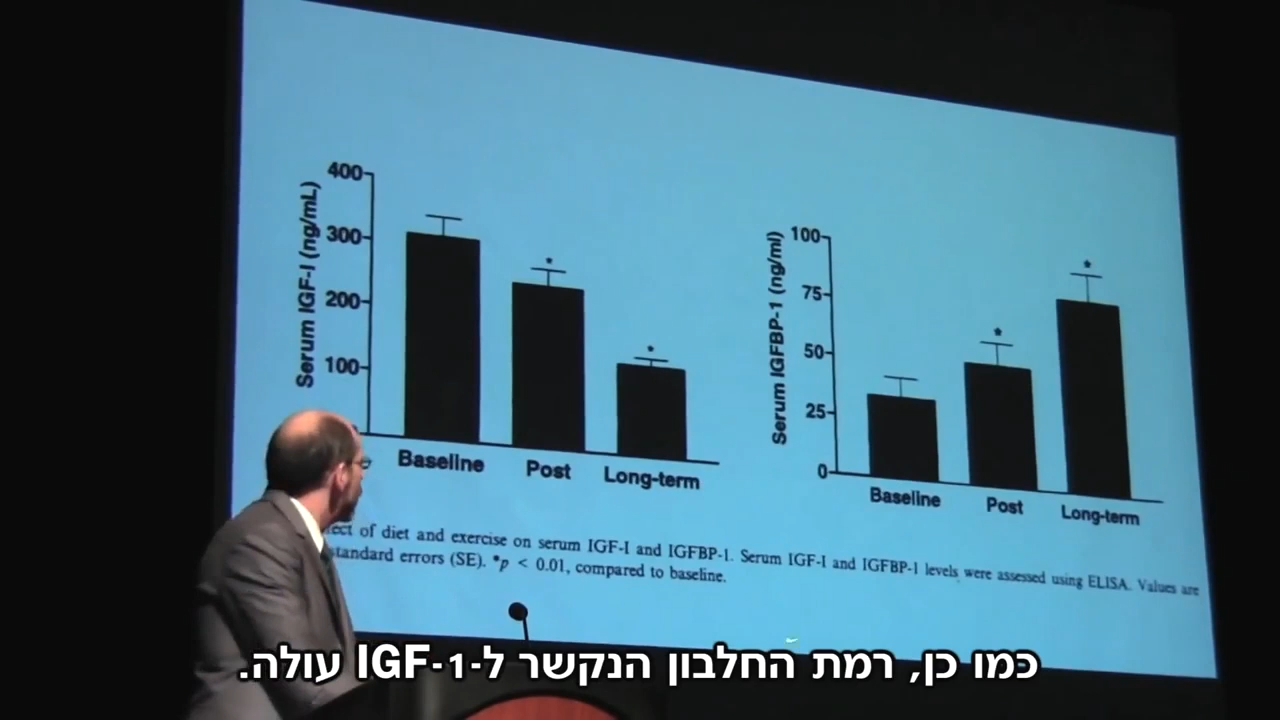 400
300
200
100
Serum IGF-I (ng/mL)
Baseline
Post
Long-term
*
*
100
75
50
25
0
Serum IGFBP-1 (ng/ml)
Baseline
Post
Long-term
*
*
of diet and exercise on serum IGF-I and IGFBP-1. Serum IGF-I and IGFBP-1 levels were assessed using ELISA. Values are
standard errors (SE). *p < 0.01, compared to baseline.
כמו כן, רמת החלבון הנקשר ל-IGF-1 עולה.